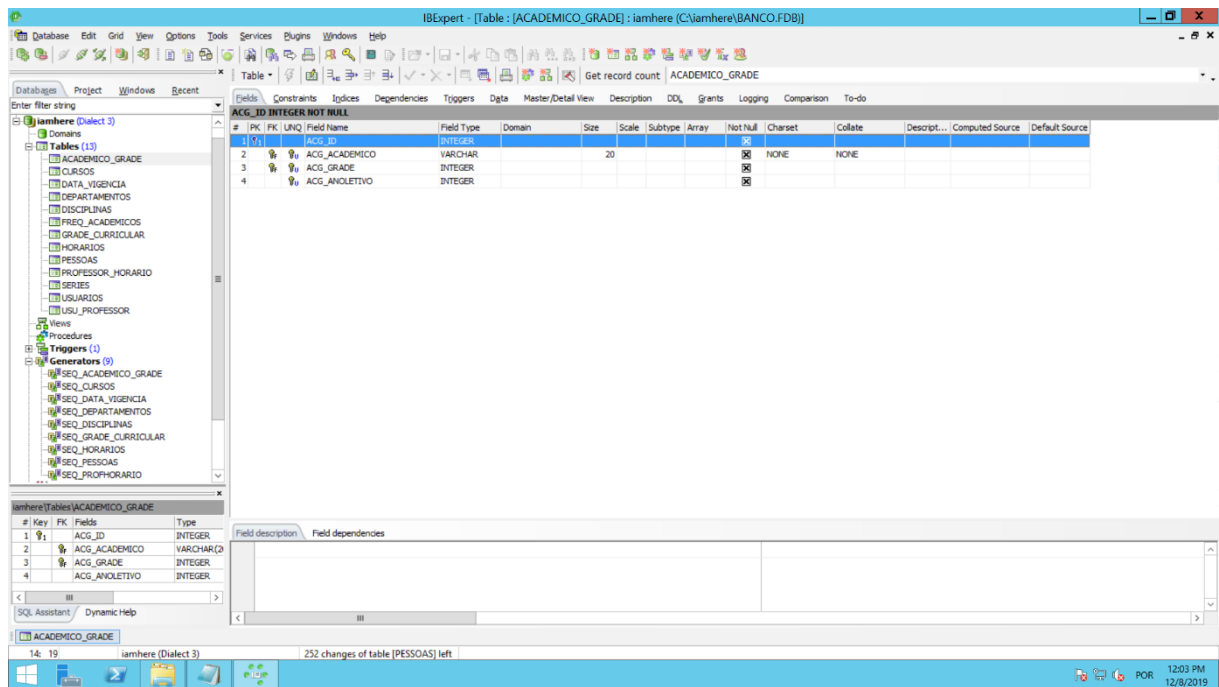 IBExpert - [Table : [ACADEMICO_GRADE] : iamhere (C:\iamhere\BANCO.FDB)]
Database Edit Grid View Options Tools Services Plugins Windows Help
Table Get record count ACADEMICO_GRADE
Databases Project Windows Recent
Enter filter string
iamhere (Dialect 3)
Domains
Tables (13)
ACADEMICO_GRADE
CURSOS
DATA_VIGENCIA
DEPARTAMENTOS
DISCIPLINAS
FREQ_ACADEMICOS
GRADE_CURRICULAR
HORARIOS
PESSOAS
PROFESSOR_HORARIO
SERIES
USUARIOS
USU_PROFESSOR
Views
Procedures
Triggers (1)
Generators (9)
SEQ_ACADEMICO_GRADE
SEQ_CURSOS
SEQ_DATA_VIGENCIA
SEQ_DEPARTAMENTOS
SEQ_DISCIPLINAS
SEQ_GRADE_CURRICULAR
SEQ_HORARIOS
SEQ_PESSOAS
SEQ_PROFHORARIO
Fields Constraints Indices Dependencies Triggers Data Master/Detail View Description DDL Grants Logging Comparison To-do
ACG_ID INTEGER NOT NULL
# PK FK UNQ Field Name Field Type Domain Size Scale Subtype Array Not Null Charset Collate Descript... Computed Source Default Source
1 ACG_ID INTEGER
2 ACG_ACADEMICO VARCHAR 20 NONE NONE
3 ACG_GRADE INTEGER
4 ACG_ANOLETIVO INTEGER
iamhere\Tables\ACADEMICO_GRADE
# Key FK Fields Type
1 ACG_ID INTEGER
2 ACG_ACADEMICO VARCHAR(2
3 ACG_GRADE INTEGER
4 ACG_ANOLETIVO INTEGER
SQL Assistant Dynamic Help
Field description Field dependencies
ACADEMICO_GRADE
14: 19 iamhere (Dialect 3) 252 changes of table [PESSOAS] left
POR 12:03 PM
12/8/2019